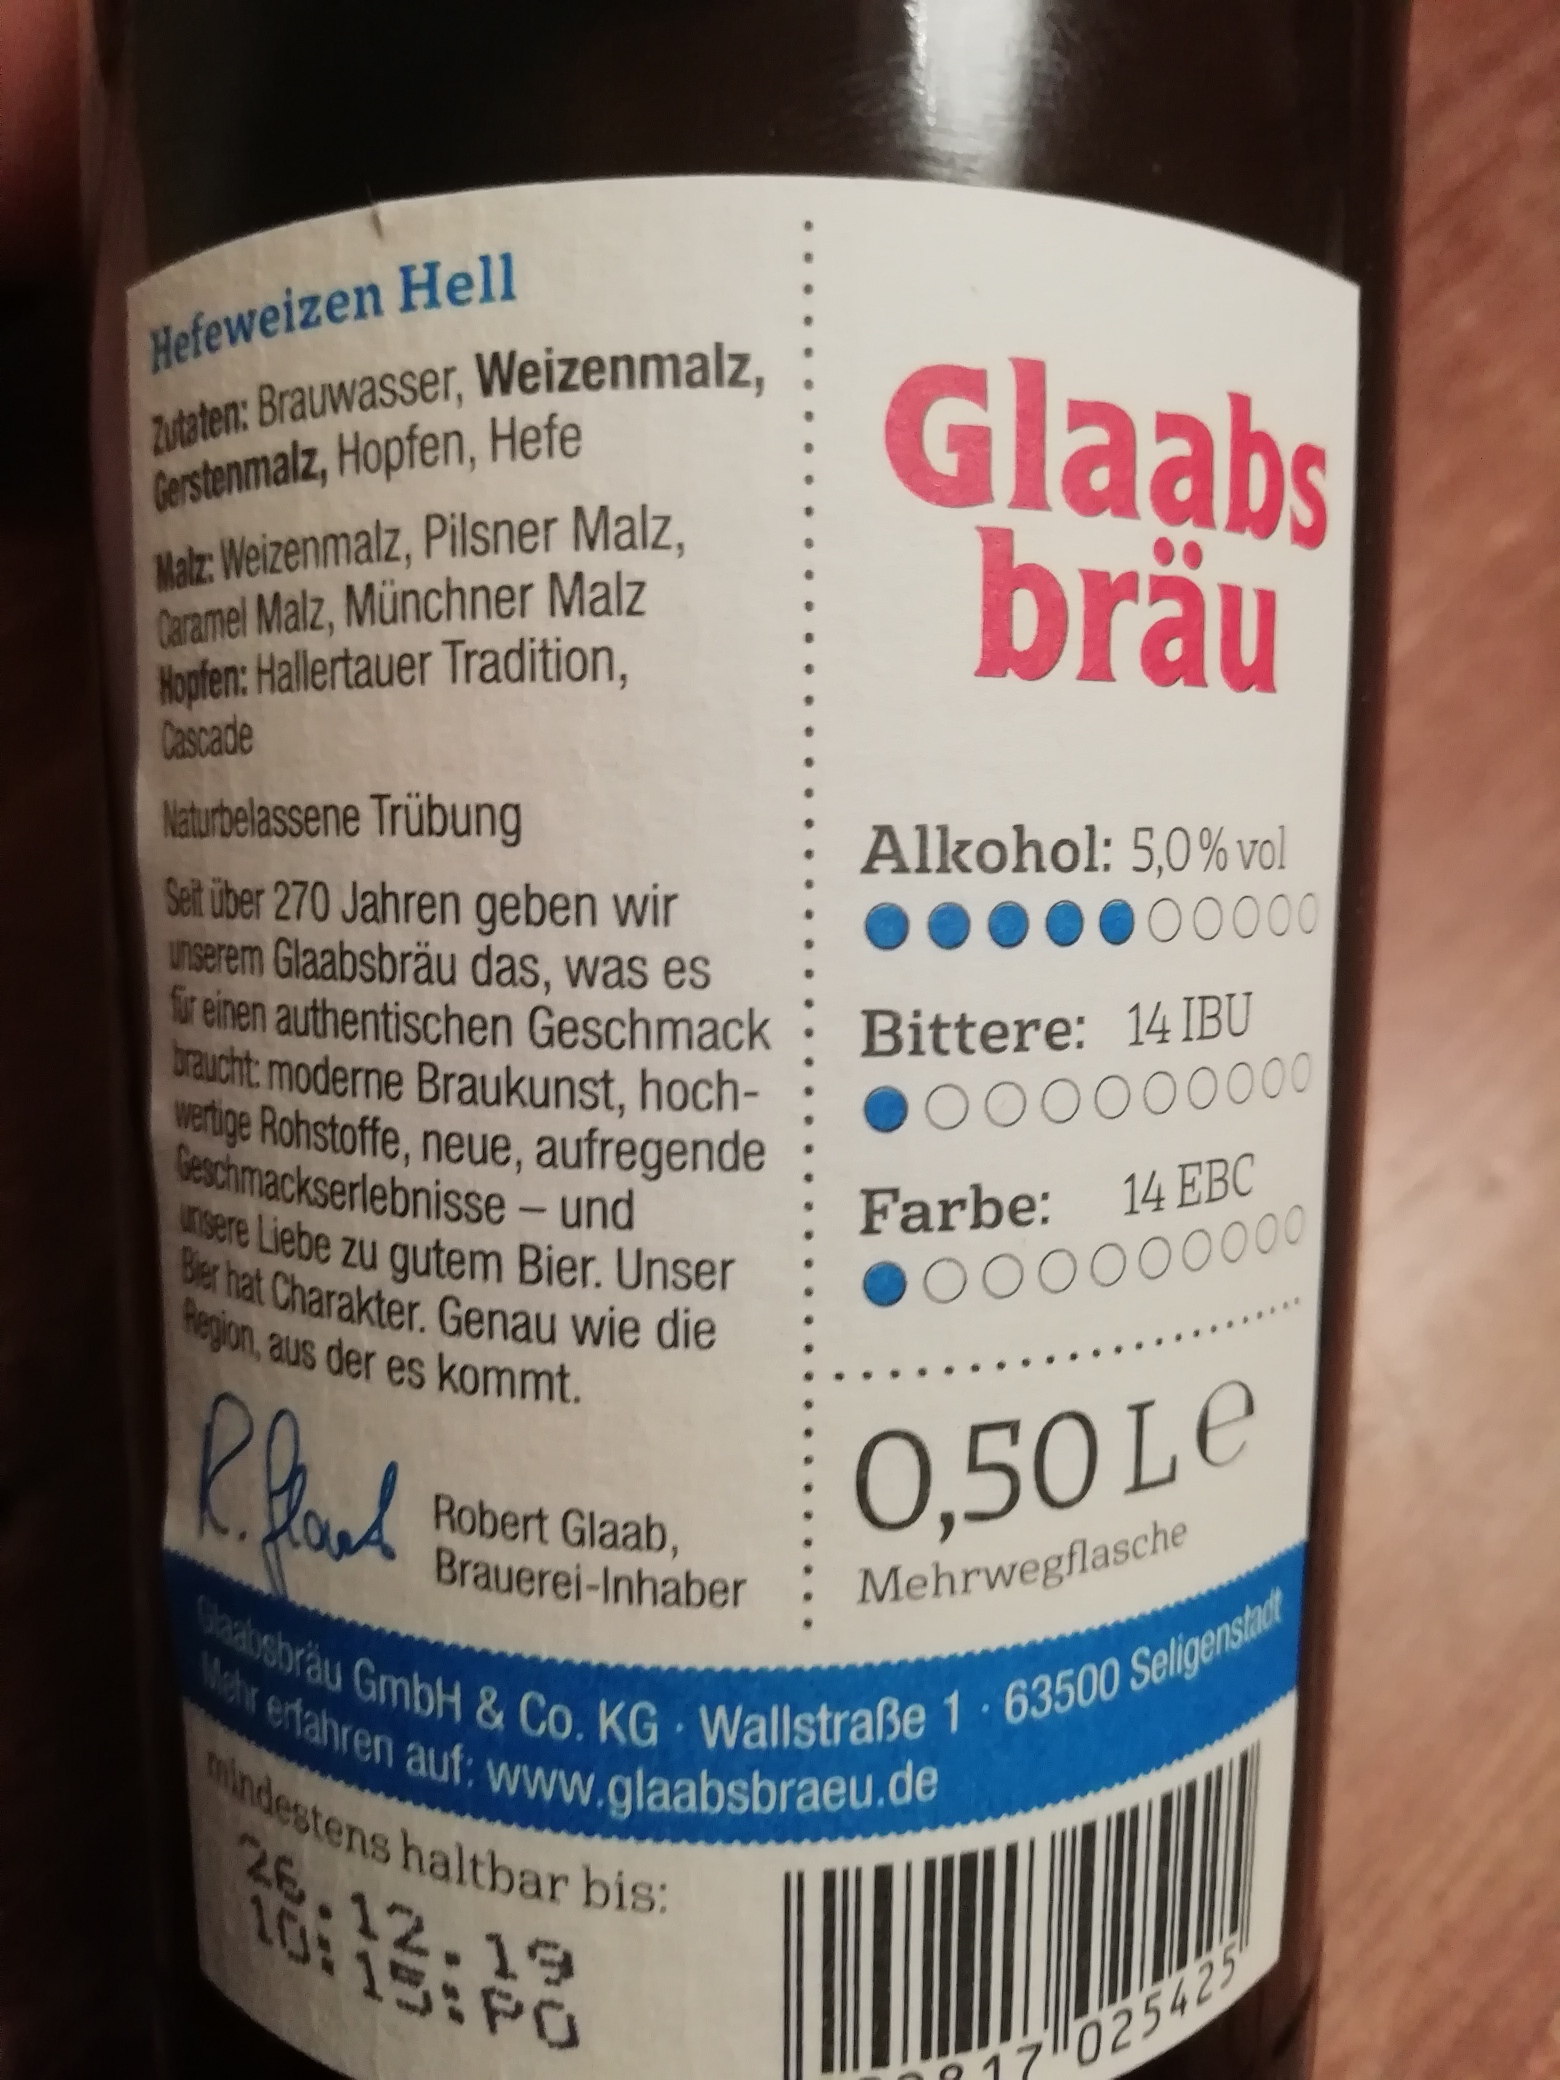 Hefeweizen Hell
Zutaten: Brauwasser, Weizenmalz,
Gerstenmalz, Hopfen, Hefe
Malz: Weizenmalz, Pilsner Malz,
Caramel Malz, Münchner Malz
Hopfen: Hallertauer Tradition,
Cascade
Naturbelassene Trübung
Seit über 270 Jahren geben wir
unserem Glaabsbräu das, was es
für einen authentischen Geschmack
braucht: moderne Braukunst, hoch-
wertige Rohstoffe, neue, aufregende
Geschmackserlebnisse – und
unsere Liebe zu gutem Bier. Unser
Bier hat Charakter. Genau wie die
Region, aus der es kommt.
R. Glaab
Robert Glaab,
Brauerei-Inhaber
Glaabs
bräu
Alkohol: 5,0% vol
Bittere: 14 IBU
Farbe: 14 EBC
0,50 L e
Mehrwegflasche
Glaabsbräu GmbH & Co. KG · Wallstraße 1 · 63500 Seligenstadt
Mehr erfahren auf: www.glaabsbraeu.de
mindestens haltbar bis:
26.12.19
10:15:PO
025425